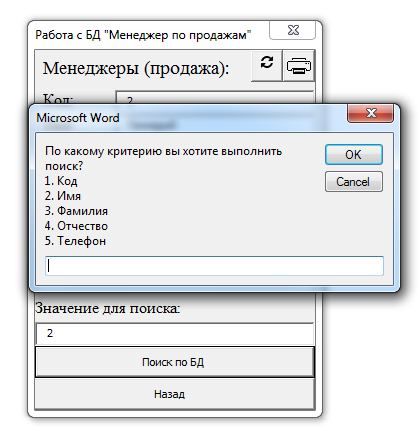 Работа с БД "Менеджер по продажам"
Менеджеры (продажа):
Код:
2
Microsoft Word
По какому критерию вы хотите выполнить
поиск?
1. Код
2. Имя
3. Фамилия
4. Отчество
5. Телефон
OK
Cancel
Значение для поиска:
2
Поиск по БД
Назад